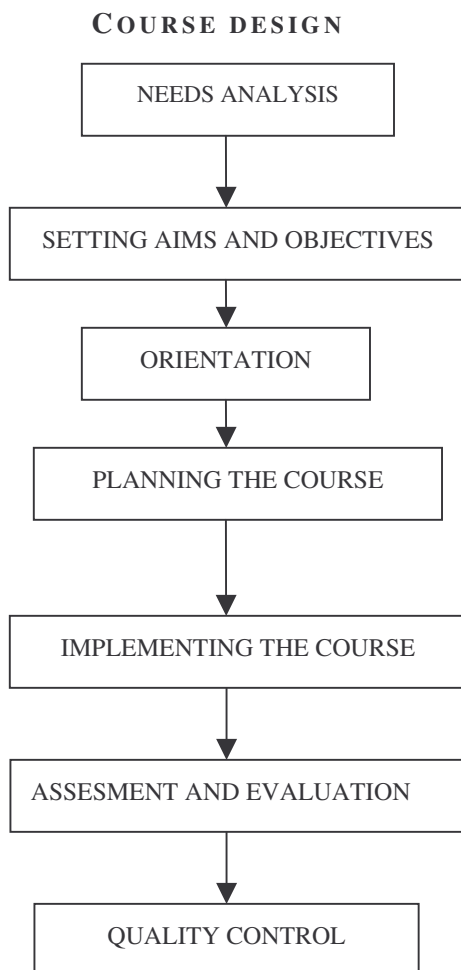 COURSE DESIGN
NEEDS ANALYSIS
SETTING AIMS AND OBJECTIVES
ORIENTATION
PLANNING THE COURSE
IMPLEMENTING THE COURSE
ASSESMENT AND EVALUATION
QUALITY CONTROL